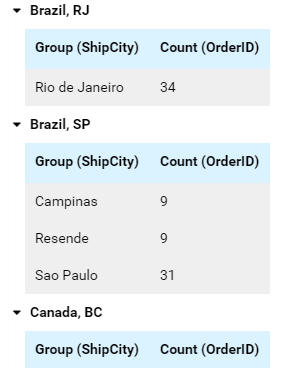 Brazil, RJ
Group (ShipCity) Count (OrderID)
Rio de Janeiro 34
Brazil, SP
Group (ShipCity) Count (OrderID)
Campinas 9
Resende 9
Sao Paulo 31
Canada, BC
Group (ShipCity) Count (OrderID)